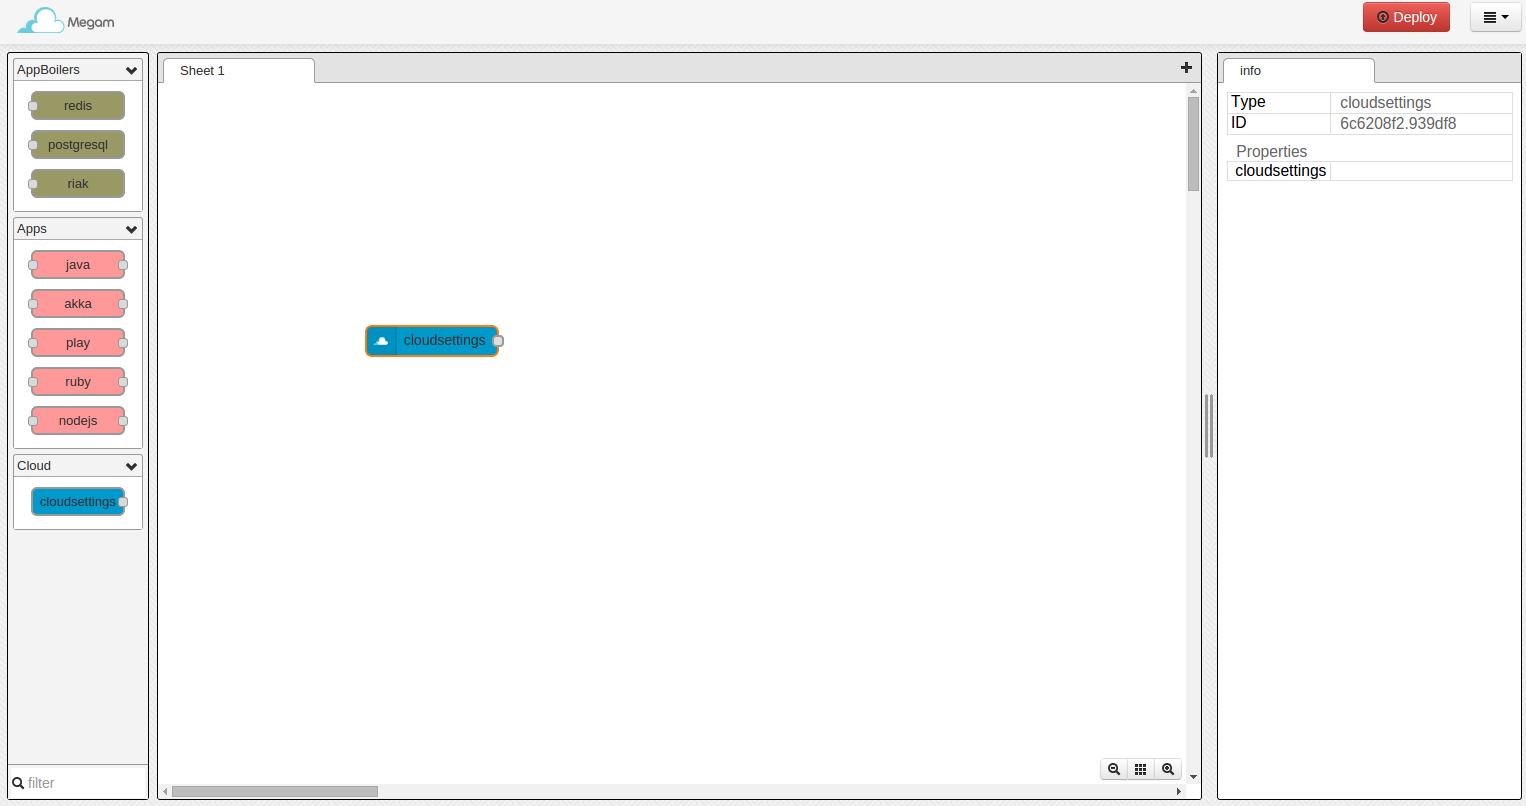 Megam
Deploy
AppBoilers
redis
postgresql
riak
Apps
java
akka
play
ruby
nodejs
Cloud
cloudsettings
filter
Sheet 1
cloudsettings
info
Type cloudsettings
ID 6c6208f2.939df8
Properties
cloudsettings